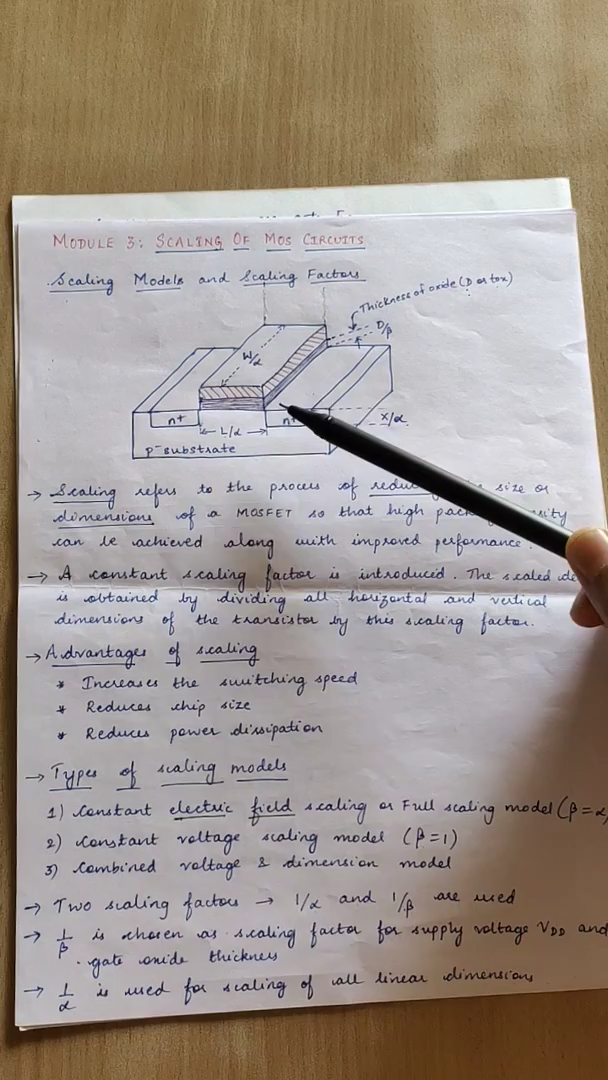 MODULE 3: SCALING OF MOS CIRCUITS
Scaling Models and Scaling Factors
Thickness of oxide (D or tox)
D/β
W/α
n+
L/α
n+
X/α
p⁻ substrate
→ Scaling refers to the process of size or
dimensions of a MOSFET so that high
can be achieved along with improved performance.
→ A constant scaling factor is introduced. The scaled
is obtained by dividing all horizontal and vertical
dimensions of the transistor by this scaling factor.
→ Advantages of scaling
* Increases the switching speed
* Reduces chip size
* Reduces power dissipation
→ Types of scaling models
1) Constant electric field scaling or Full scaling model (β=α)
2) Constant voltage scaling model (β=1)
3) Combined voltage & dimension model
→ Two scaling factors → 1/α and 1/β are used
→ 1/β is chosen as scaling factor for supply voltage VDD and
gate oxide thickness
→ 1/α is used for scaling of all linear dimensions